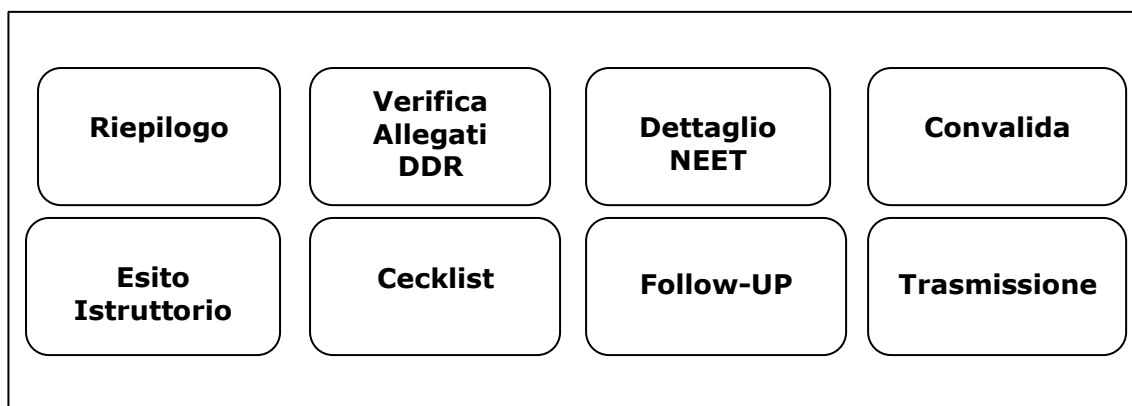 Riepilogo
Verifica
Allegati
DDR
Dettaglio
NEET
Convalida
Esito
Istruttorio
Cecklist
Follow-UP
Trasmissione